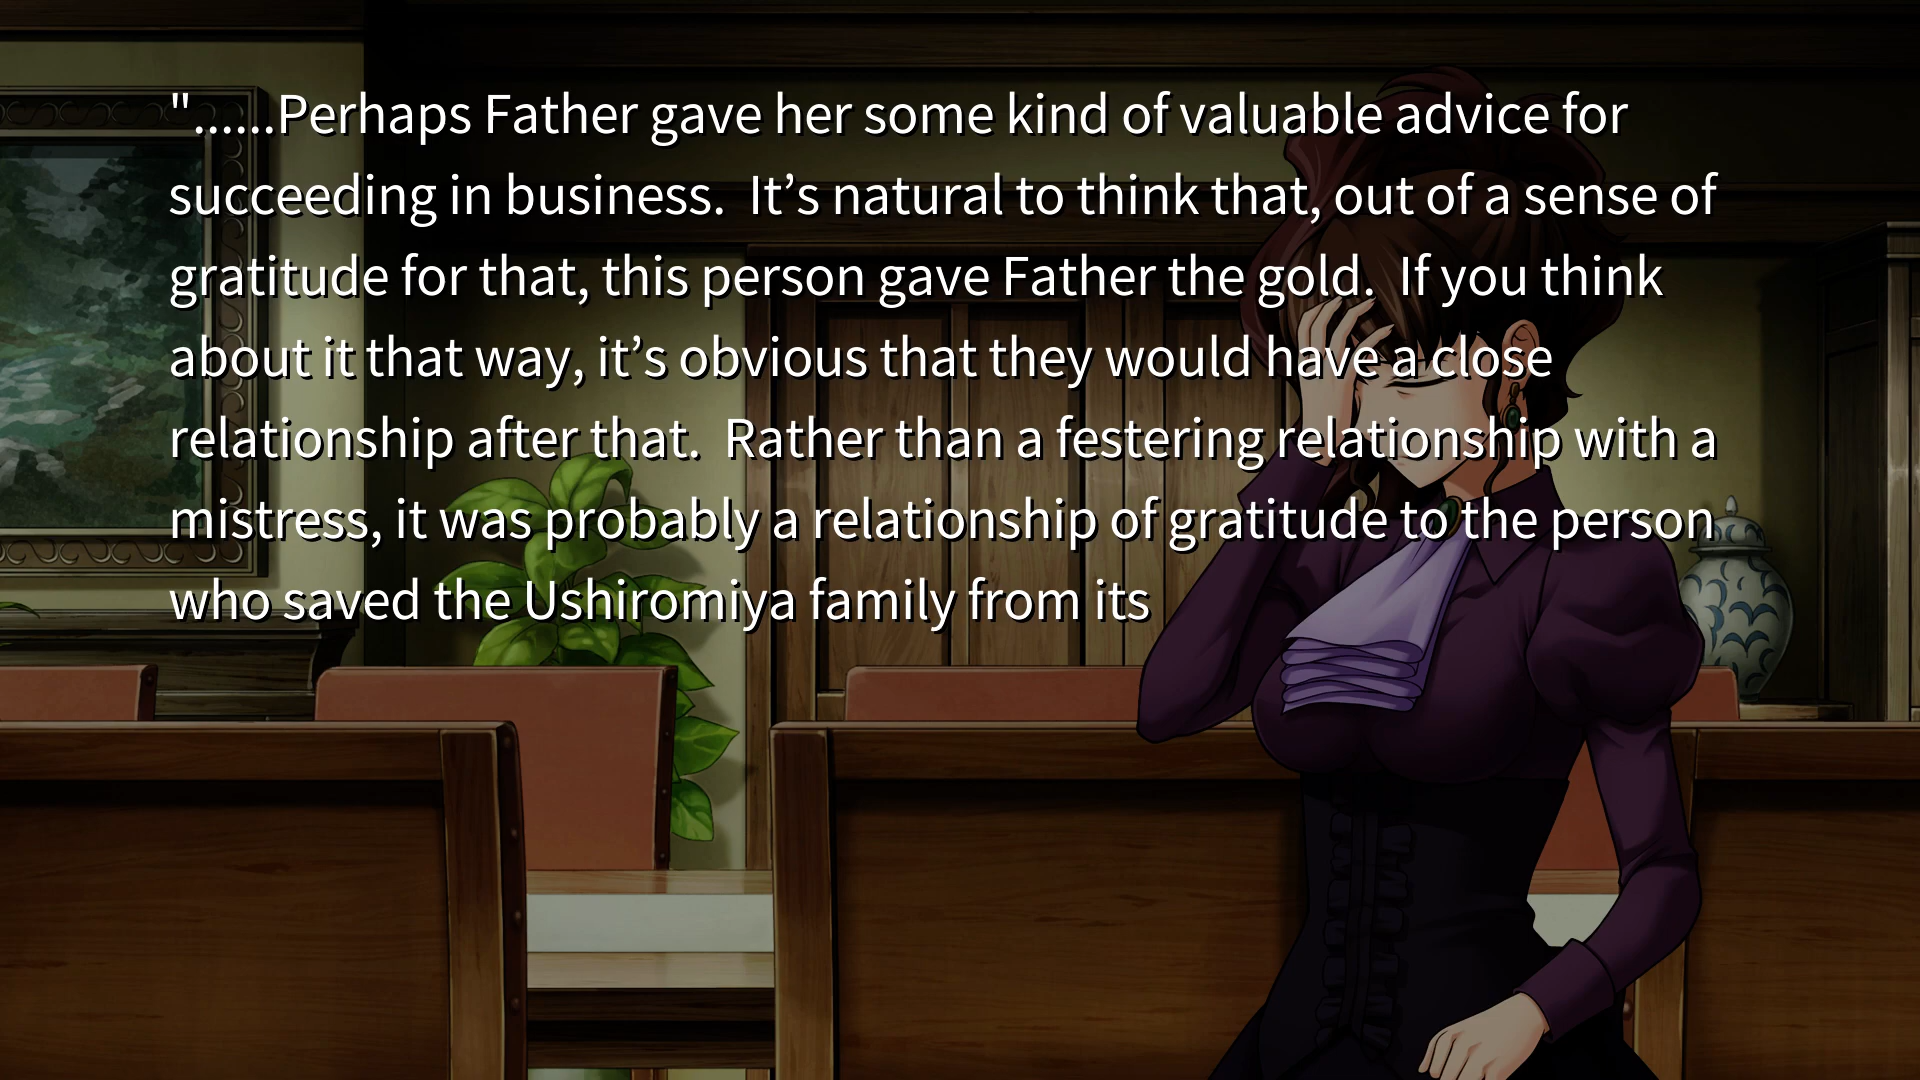 "......Perhaps Father gave her some kind of valuable advice for
succeeding in business.  It’s natural to think that, out of a sense of
gratitude for that, this person gave Father the gold.  If you think
about it that way, it’s obvious that they would have a close
relationship after that.  Rather than a festering relationship with a
mistress, it was probably a relationship of gratitude to the person
who saved the Ushiromiya family from its